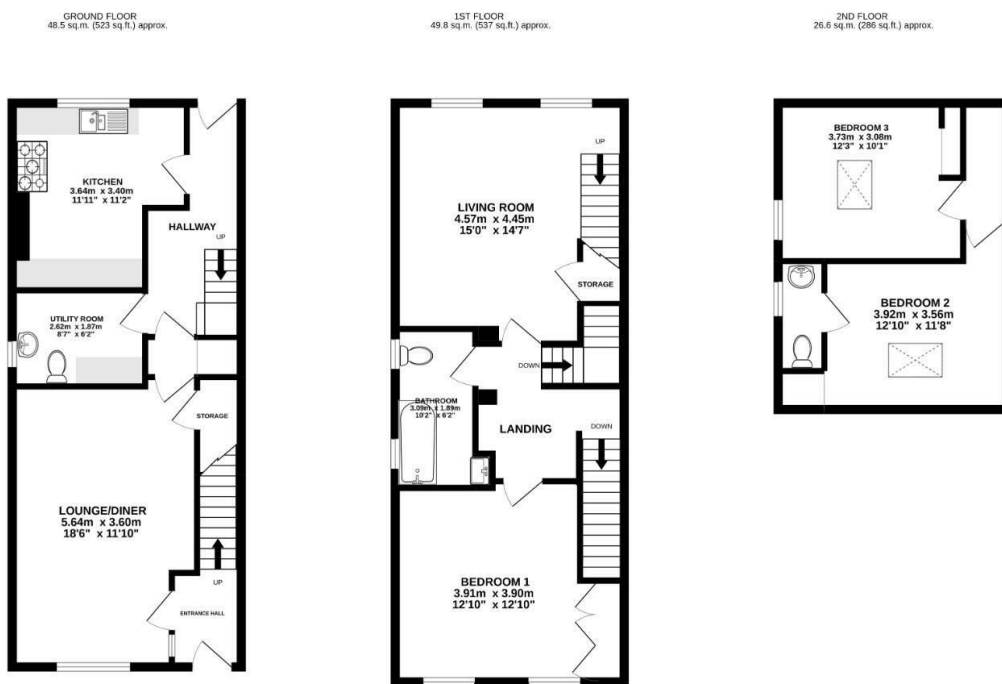 GROUND FLOOR
48.5 sq.m. (523 sq.ft.) approx.
KITCHEN
3.64m x 3.40m
11'11" x 11'2"
HALLWAY
UP
UTILITY ROOM
2.62m x 1.87m
8'7" x 6'2"
STORAGE
LOUNGE/DINER
5.64m x 3.60m
18'6" x 11'10"
UP
ENTRANCE HALL
1ST FLOOR
49.8 sq.m. (537 sq.ft.) approx.
UP
LIVING ROOM
4.57m x 4.45m
15'0" x 14'7"
STORAGE
DOWN
BATHROOM
3.09m x 1.89m
10'2" x 6'2"
LANDING
DOWN
BEDROOM 1
3.91m x 3.90m
12'10" x 12'10"
2ND FLOOR
26.6 sq.m. (286 sq.ft.) approx.
BEDROOM 3
3.73m x 3.08m
12'3" x 10'1"
BEDROOM 2
3.92m x 3.56m
12'10" x 11'8"